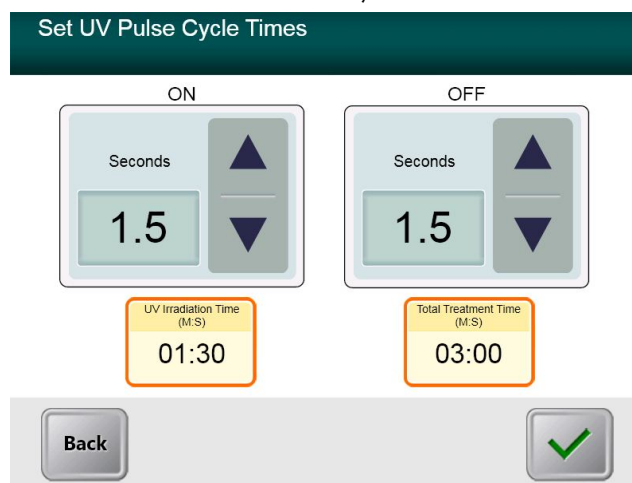 Set UV Pulse Cycle Times
ON
OFF
Seconds
1.5
Seconds
1.5
UV Irradiation Time
(M:S)
01:30
Total Treatment Time
(M:S)
03:00
Back